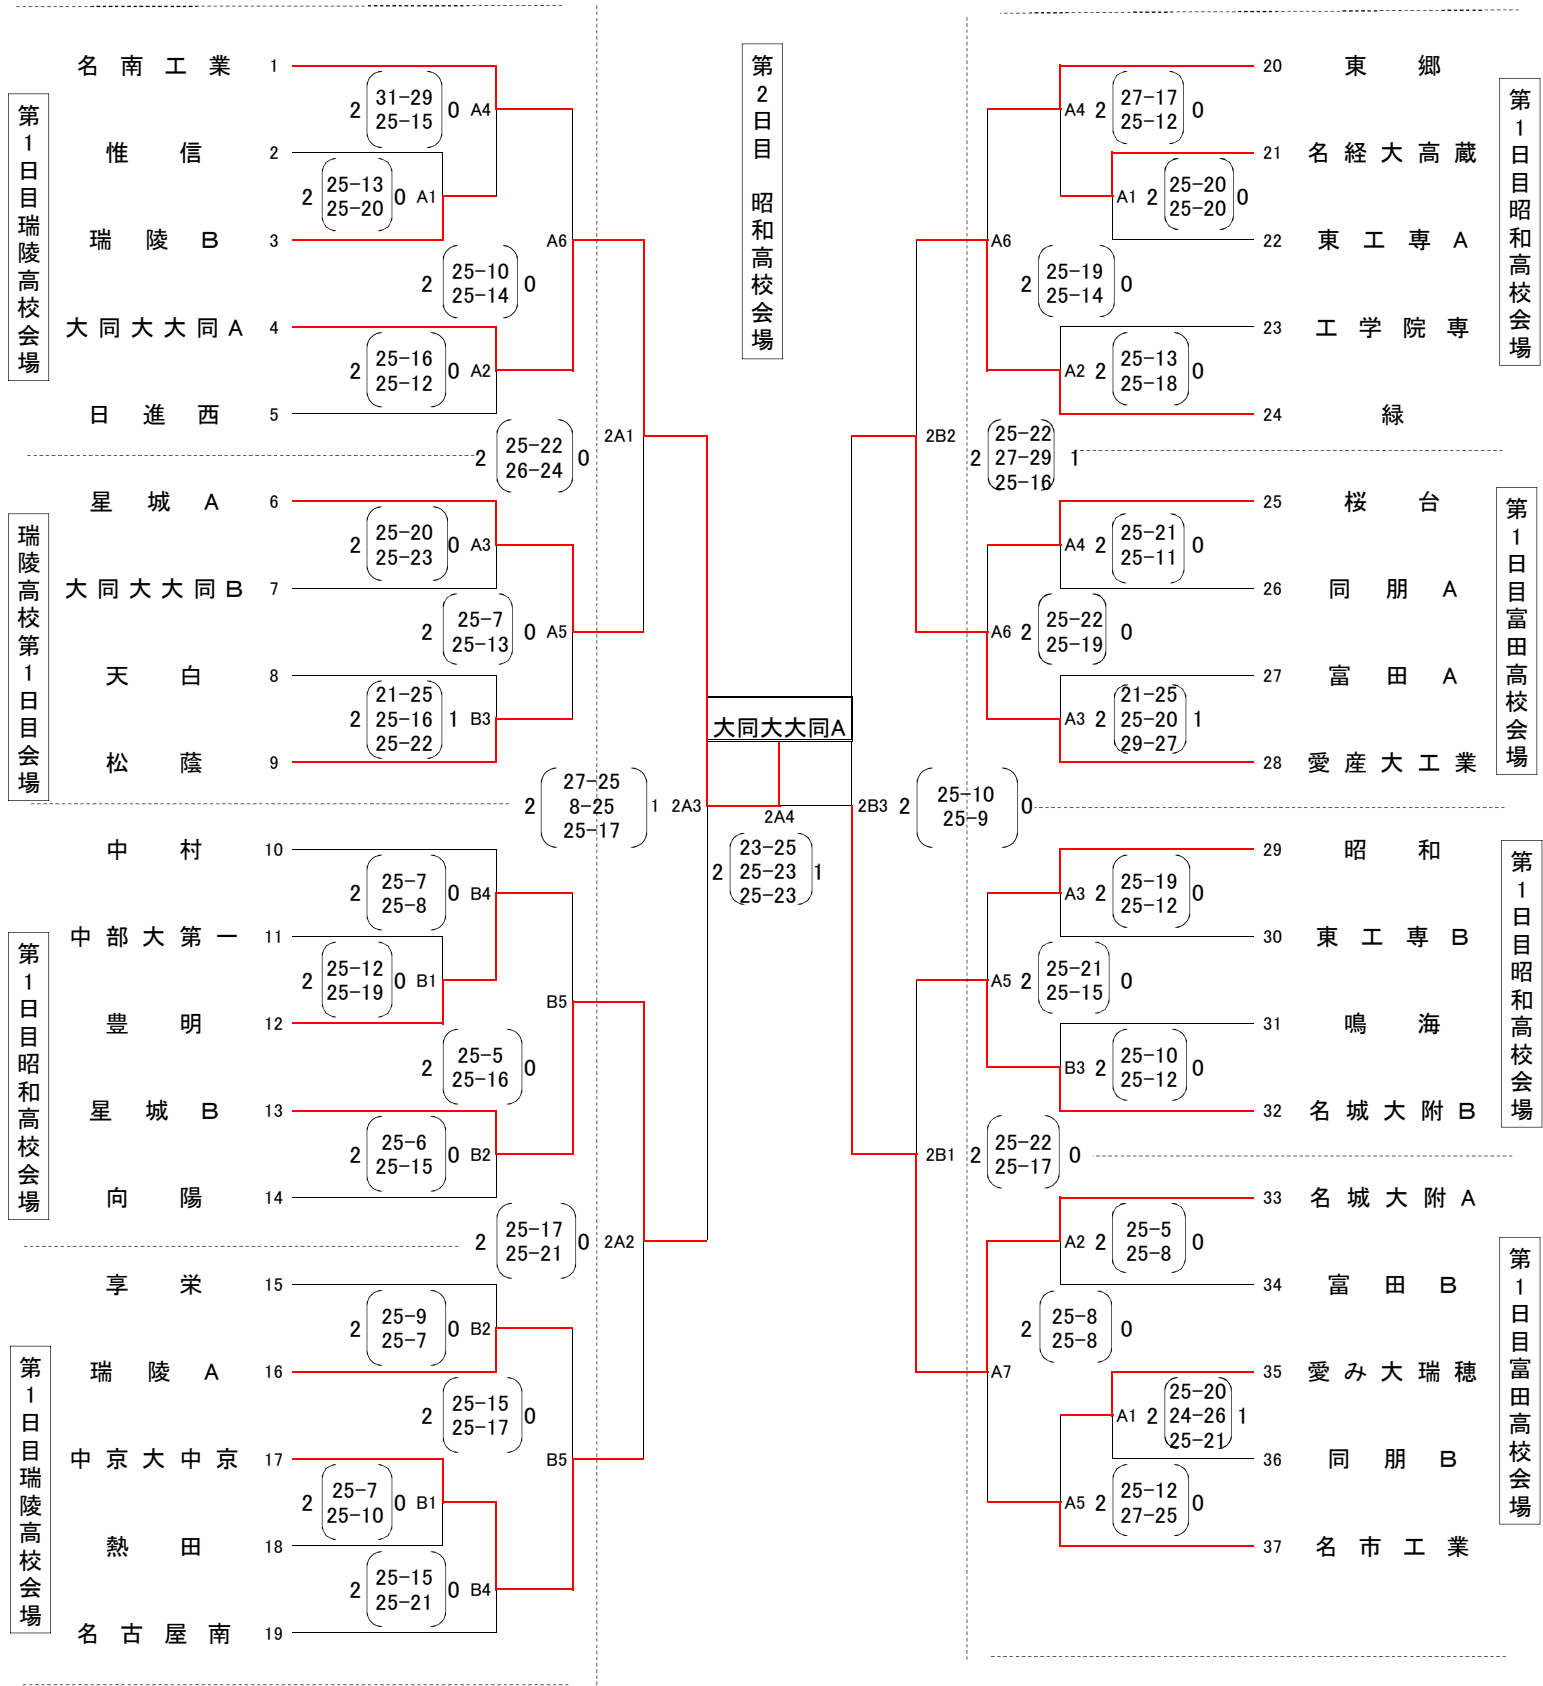 第1日目瑞陵高校会場
名南工業 1
2 31-29 0 A4
25-15
惟信 2
2 25-13 0 A1
25-20
瑞陵B 3
2 25-10 0 A6
25-14
大同大大同A 4
2 25-16 0 A2
25-12
日進西 5
2 25-22 0 2A1
26-24
瑞陵高校第1日目会場
星城A 6
2 25-20 0 A3
25-23
大同大大同B 7
2 25-7 0 A5
25-13
天白 8
2 21-25 1 B3
25-16
25-22
松蔭 9
2 27-25 1 2A3
8-25
25-17
第1日目昭和高校会場
中村 10
2 25-7 0 B4
25-8
中部大第一 11
2 25-12 0 B1
25-19
豊明 12
2 25-5 0 B5
25-16
星城B 13
2 25-6 0 B2
25-15
向陽 14
2 25-17 0 2A2
25-21
第1日目瑞陵高校会場
享栄 15
2 25-9 0 B2
25-7
瑞陵A 16
2 25-15 0 B5
25-17
中京大中京 17
2 25-7 0 B1
25-10
熱田 18
2 25-15 0 B4
25-21
名古屋南 19
第2日目 昭和高校会場
大同大大同A
2A4
2 23-25 1
25-23
25-23
第1日目昭和高校会場
20 東郷
A4 2 27-17 0
25-12
21 名経大高蔵
A1 2 25-20 0
25-20
22 東工専A
A6 2 25-19 0
25-14
23 工学院専
A2 2 25-13 0
25-18
24 緑
2B2 2 25-22 1
27-29
25-16
第1日目富田高校会場
25 桜台
A4 2 25-21 0
25-11
26 同朋A
A6 2 25-22 0
25-19
27 富田A
A3 2 21-25 1
25-20
29-27
28 愛産大工業
2B3 2 25-10 0
25-9
第1日目昭和高校会場
29 昭和
A3 2 25-19 0
25-12
30 東工専B
A5 2 25-21 0
25-15
31 鳴海
B3 2 25-10 0
25-12
32 名城大附B
2B1 2 25-22 0
25-17
第1日目富田高校会場
33 名城大附A
A2 2 25-5 0
25-8
34 富田B
A7 2 25-8 0
25-8
35 愛み大瑞穂
A1 2 25-20 1
24-26
25-21
36 同朋B
A5 2 25-12 0
27-25
37 名市工業